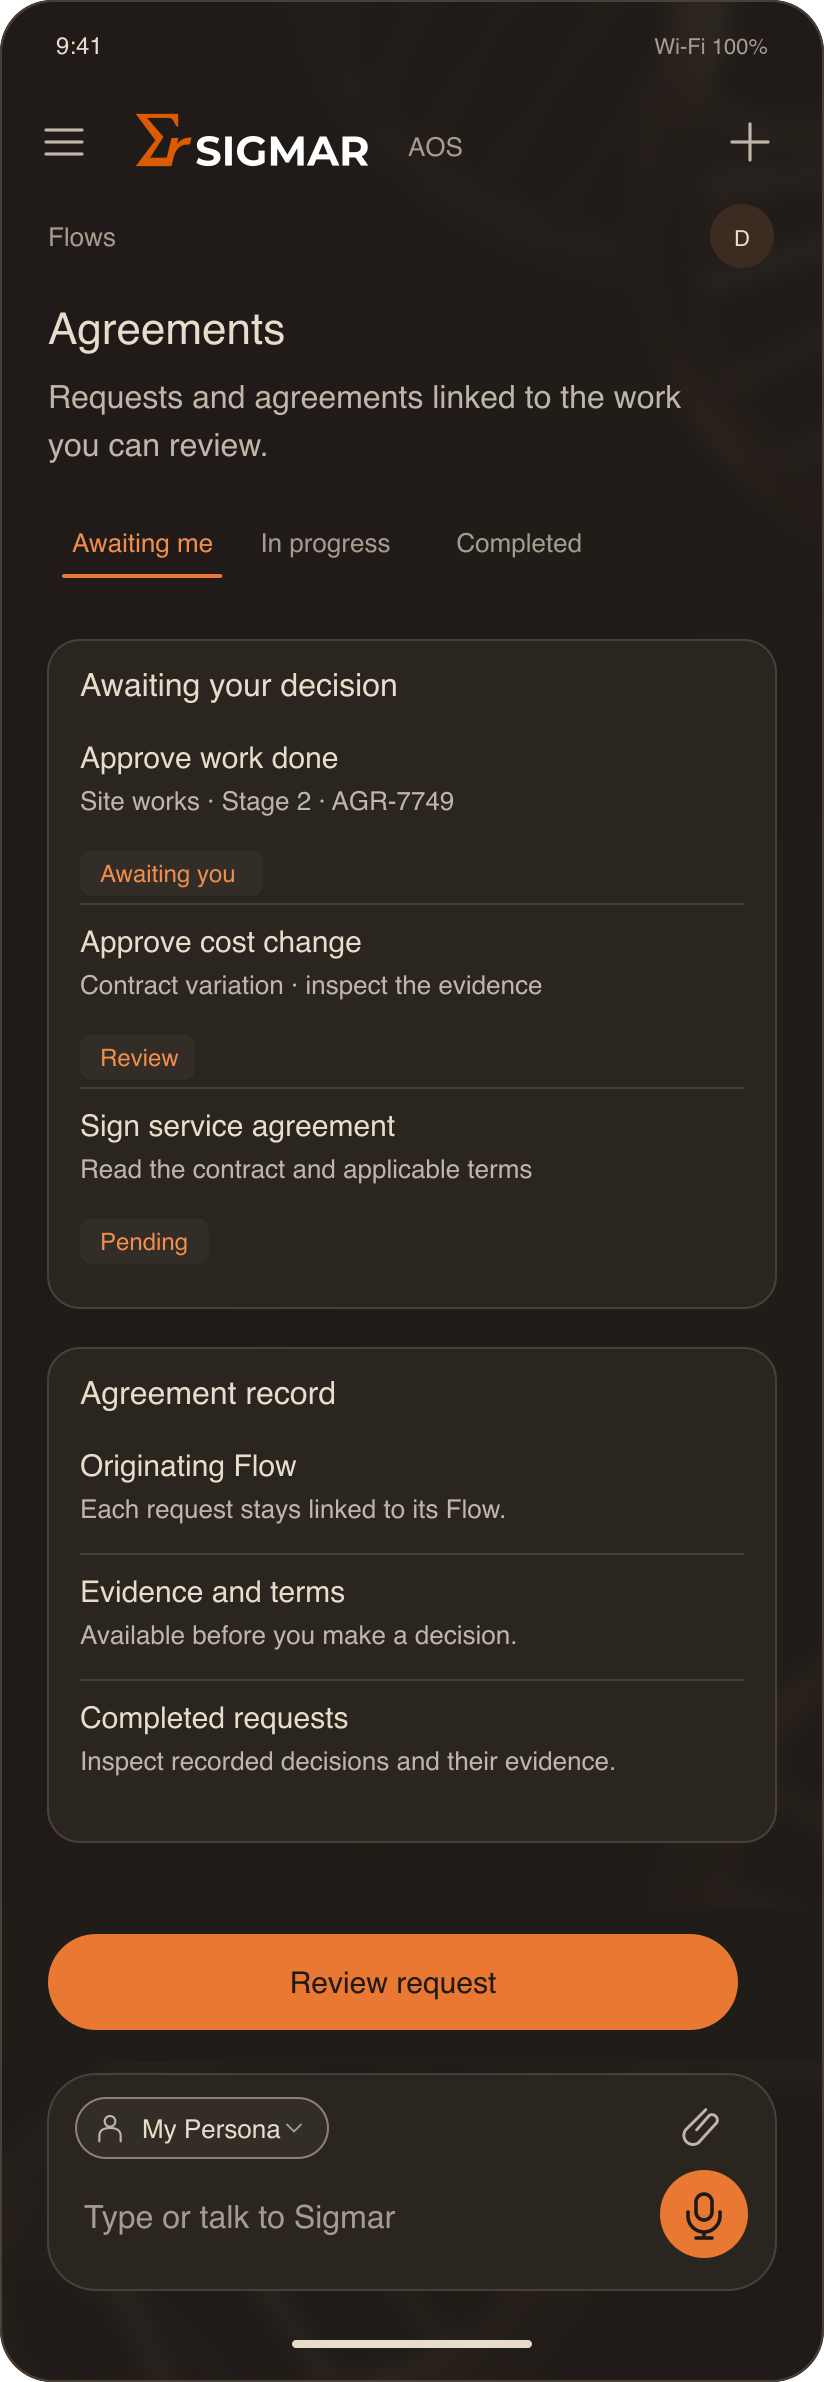 9:41
Wi-Fi 100%
Σr SIGMAR AOS
Flows
D
Agreements
Requests and agreements linked to the work
you can review.
Awaiting me
In progress
Completed
Awaiting your decision
Approve work done
Site works · Stage 2 · AGR-7749
Awaiting you
Approve cost change
Contract variation · inspect the evidence
Review
Sign service agreement
Read the contract and applicable terms
Pending
Agreement record
Originating Flow
Each request stays linked to its Flow.
Evidence and terms
Available before you make a decision.
Completed requests
Inspect recorded decisions and their evidence.
Review request
My Persona
Type or talk to Sigmar